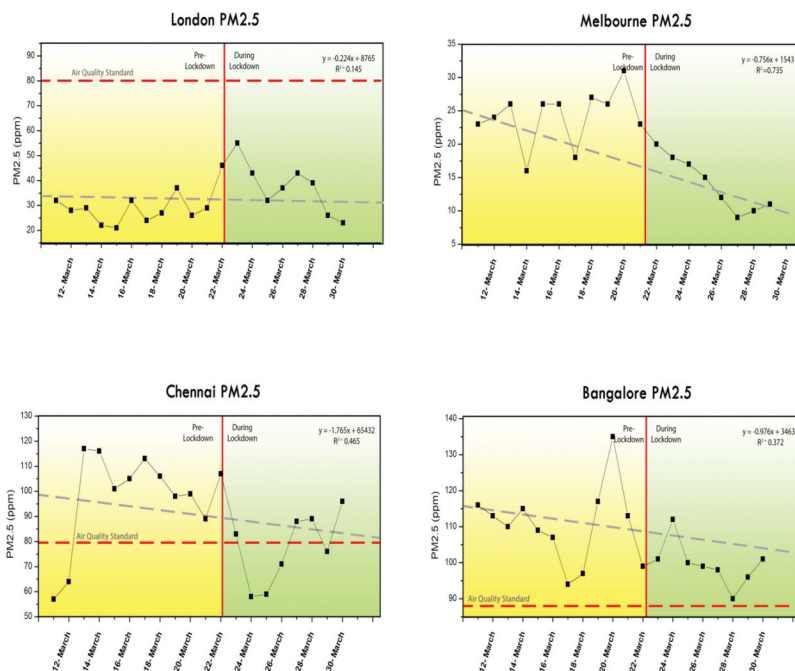 London PM2.5
PM2.5 (ppm)
90
80
70
60
50
40
30
20
Air Quality Standard
Pre-
Lockdown
During
Lockdown
y = -0.224x + 8765
R²= 0.145
12- March
14- March
16- March
18- March
20- March
22- March
24- March
26- March
28- March
30- March
Melbourne PM2.5
PM2.5 (ppm)
35
30
25
20
15
10
5
Pre-
Lockdown
During
Lockdown
y = -0.756x + 1543
R²=0.735
12- March
14- March
16- March
18- March
20- March
22- March
24- March
26- March
28- March
30- March
Chennai PM2.5
PM2.5 (ppm)
130
120
110
100
90
80
70
60
50
Air Quality Standard
Pre-
Lockdown
During
Lockdown
y = -1.765x + 65432
R²= 0.465
12-March
14-March
16-March
18-March
20-March
22-March
24-March
26-March
28-March
30-March
Bangalore PM2.5
PM2.5 (ppm)
140
130
120
110
100
90
Air Quality Standard
Pre-
Lockdown
During
Lockdown
y = -0.976x + 3463
R²= 0.372
12-March
14-March
16-March
18-March
20-March
22-March
24-March
26-March
28-March
30-March